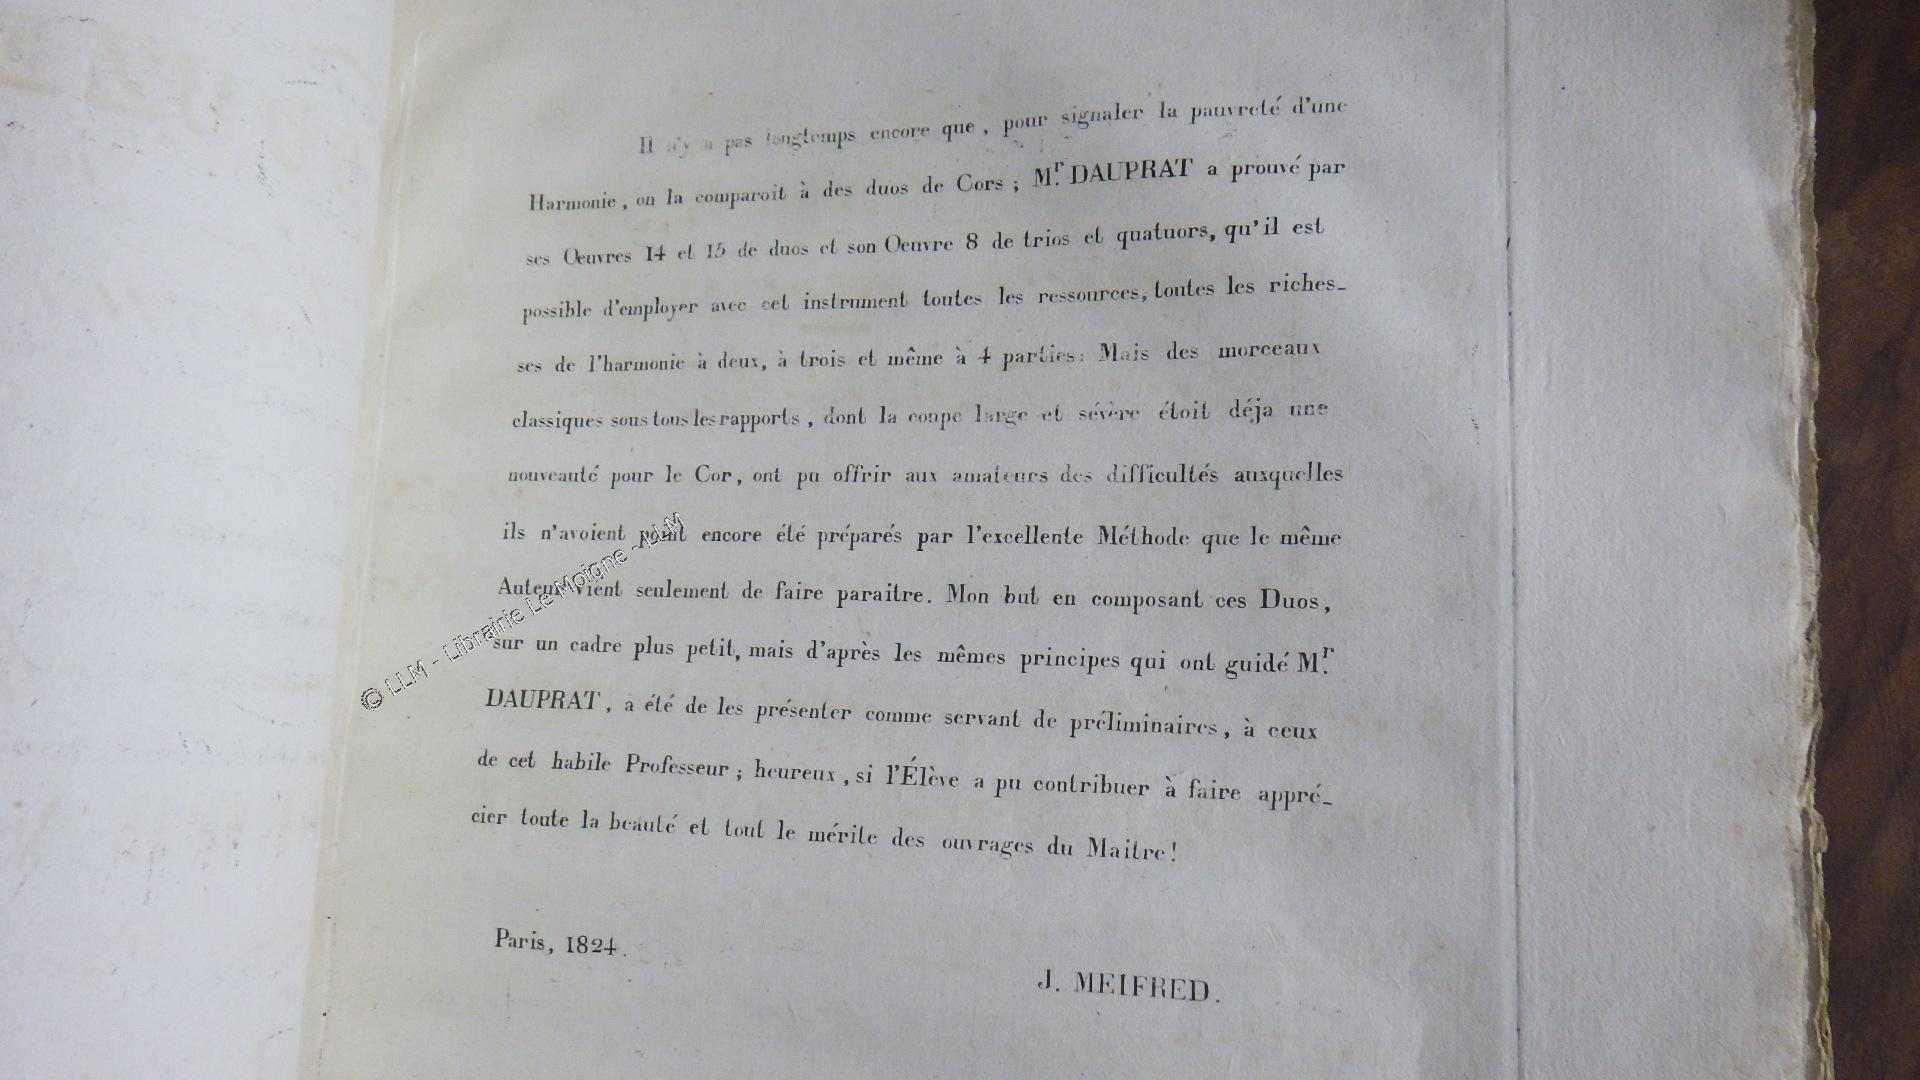 Il n'y a pas longtemps encore que, pour signaler la pauvreté d'une
Harmonie, on la comparoit à des duos de Cors; Mr. DAUPRAT a prouvé par
ses Œuvres 14 et 15 de duos et son Oeuvre 8 de trios et quatuors, qu'il est
possible d'employer avec cet instrument toutes les ressources, toutes les riches-
ses de l'harmonie à deux, à trois et même à 4 parties: Mais des morceaux
classiques sous tous les rapports, dont la coupe large et sévère étoit déja une
nouveauté pour le Cor, ont pu offrir aux amateurs des difficultés auxquelles
ils n'avoient point encore été préparés par l'excellente Méthode que le même
Auteur vient seulement de faire paraitre. Mon but en composant ces Duos,
sur un cadre plus petit, mais d'après les mêmes principes qui ont guidé Mr.
DAUPRAT, a été de les présenter comme servant de préliminaires, à ceux
de cet habile Professeur; heureux, si l'Élève a pu contribuer à faire appré-
cier toute la beauté et tout le mérite des ouvrages du Maitre!
Paris, 1824.
J. MEIFRED.
© LLM - Librairie Le Moigne - LLM